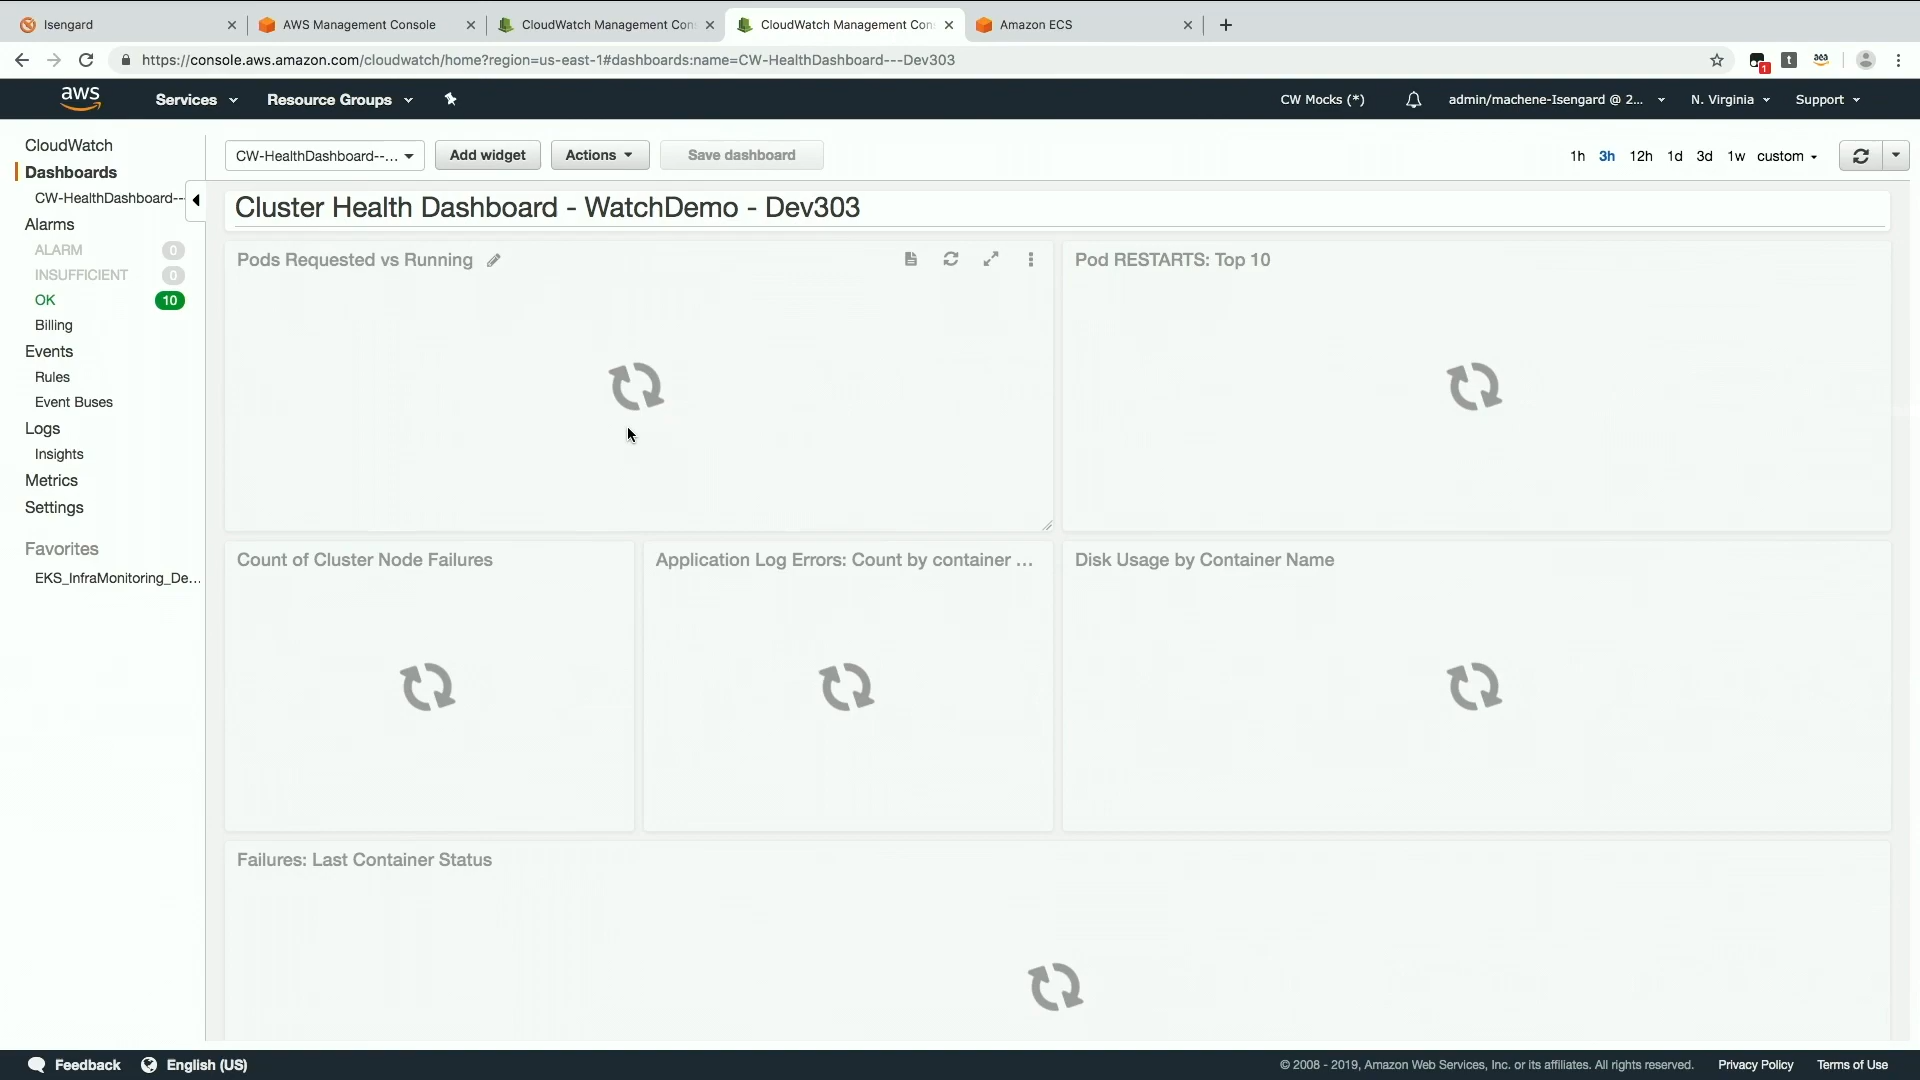 Isengard
AWS Management Console
CloudWatch Management Con
CloudWatch Management Con
Amazon ECS
https://console.aws.amazon.com/cloudwatch/home?region=us-east-1#dashboards:name=CW-HealthDashboard---Dev303
1
t
aws
Services
Resource Groups
CW Mocks (*)
admin/machene-Isengard @ 2...
N. Virginia
Support
CloudWatch
Dashboards
CW-HealthDashboard--
Alarms
ALARM 0
INSUFFICIENT 0
OK 10
Billing
Events
Rules
Event Buses
Logs
Insights
Metrics
Settings
Favorites
EKS_InfraMonitoring_De...
CW-HealthDashboard--...
Add widget
Actions
Save dashboard
1h 3h 12h 1d 3d 1w custom
Cluster Health Dashboard - WatchDemo - Dev303
Pods Requested vs Running
Pod RESTARTS: Top 10
Count of Cluster Node Failures
Application Log Errors: Count by container ...
Disk Usage by Container Name
Failures: Last Container Status
Feedback
English (US)
© 2008 - 2019, Amazon Web Services, Inc. or its affiliates. All rights reserved.
Privacy Policy
Terms of Use